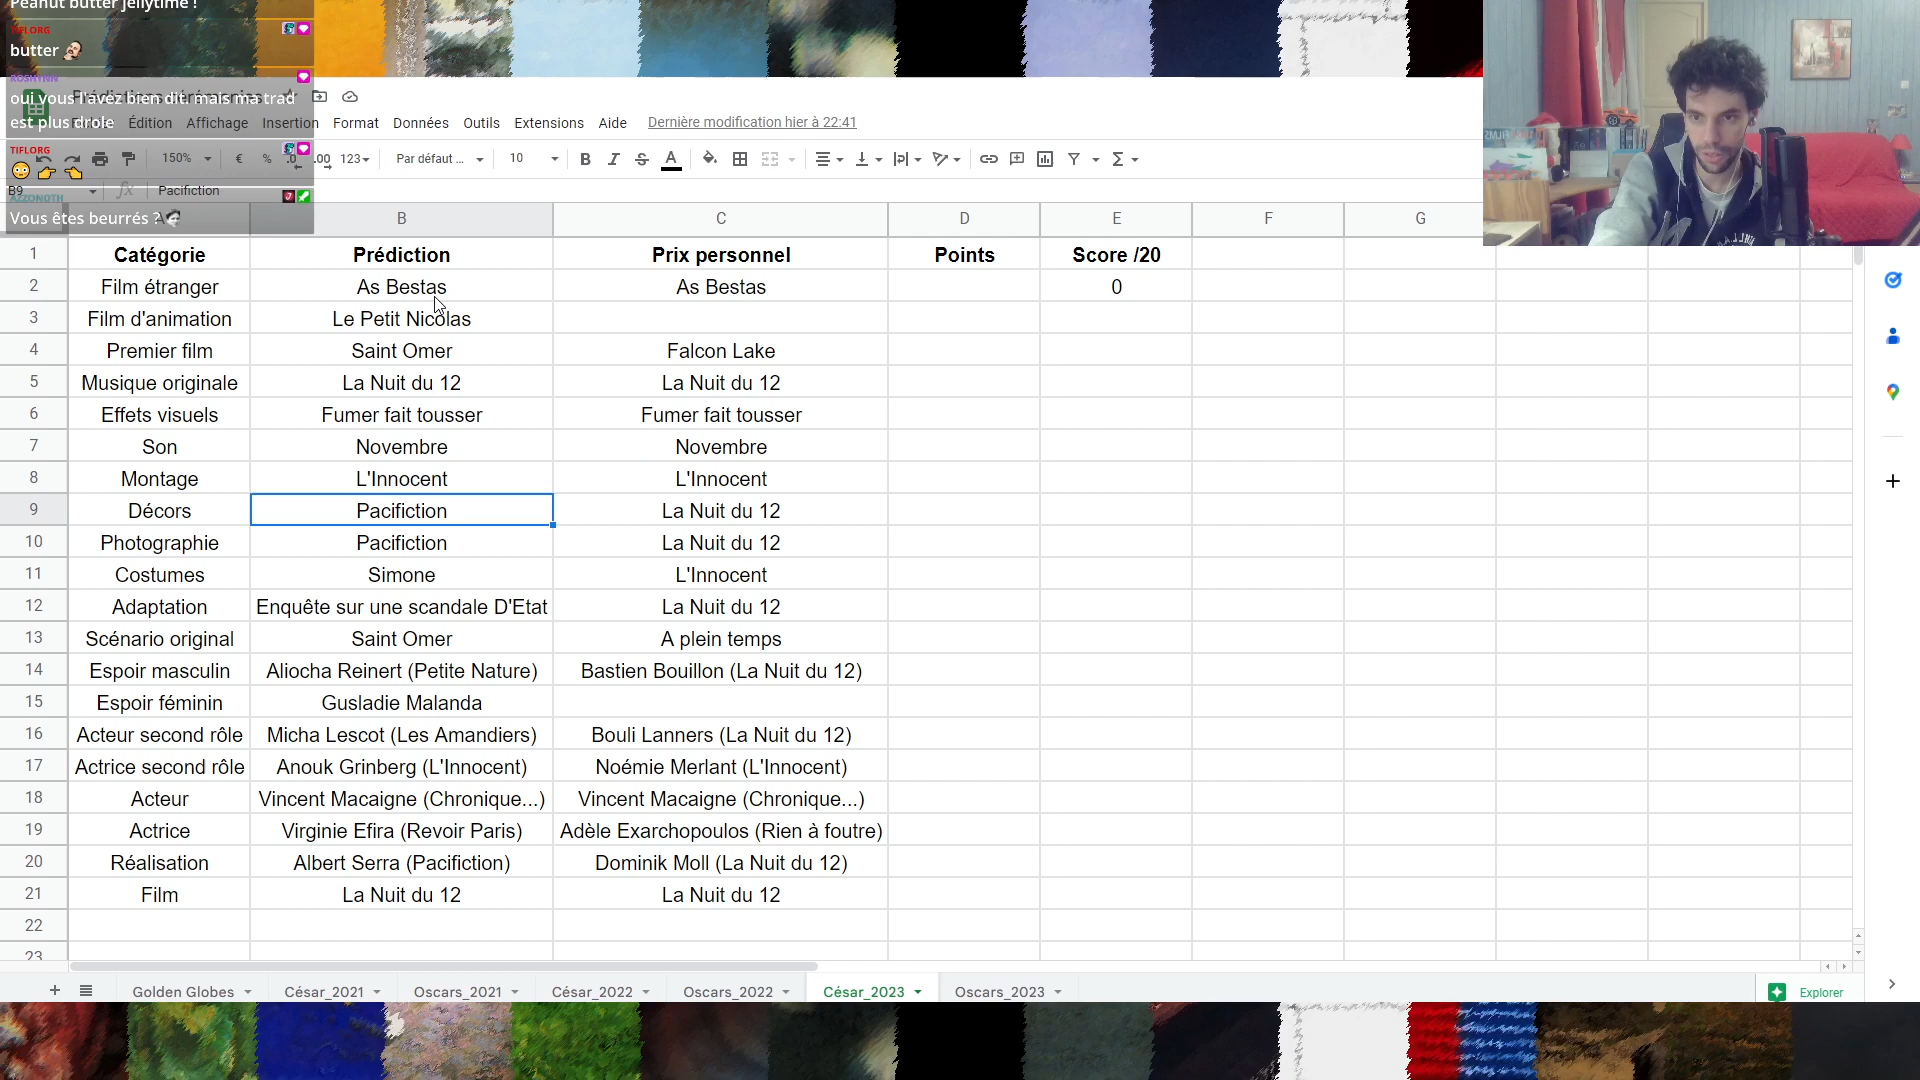 Peanut butter jellytime !
TIFLORG
butter
ROSHYNN
oui vous l'avez bien dit. mais ma trad
est plus drole
TIFLORG
AZZONOTH
Vous êtes beurrés ?
Édition Affichage Insertion Format Données Outils Extensions Aide Dernière modification hier à 22:41
150% € % .0 .00 123 Par défaut ... 10 B I S A
B9 fx Pacifiction
B C D E F G
1 Catégorie Prédiction Prix personnel Points Score /20
2 Film étranger As Bestas As Bestas 0
3 Film d'animation Le Petit Nicolas
4 Premier film Saint Omer Falcon Lake
5 Musique originale La Nuit du 12 La Nuit du 12
6 Effets visuels Fumer fait tousser Fumer fait tousser
7 Son Novembre Novembre
8 Montage L'Innocent L'Innocent
9 Décors Pacifiction La Nuit du 12
10 Photographie Pacifiction La Nuit du 12
11 Costumes Simone L'Innocent
12 Adaptation Enquête sur une scandale D'Etat La Nuit du 12
13 Scénario original Saint Omer A plein temps
14 Espoir masculin Aliocha Reinert (Petite Nature) Bastien Bouillon (La Nuit du 12)
15 Espoir féminin Gusladie Malanda
16 Acteur second rôle Micha Lescot (Les Amandiers) Bouli Lanners (La Nuit du 12)
17 Actrice second rôle Anouk Grinberg (L'Innocent) Noémie Merlant (L'Innocent)
18 Acteur Vincent Macaigne (Chronique...) Vincent Macaigne (Chronique...)
19 Actrice Virginie Efira (Revoir Paris) Adèle Exarchopoulos (Rien à foutre)
20 Réalisation Albert Serra (Pacifiction) Dominik Moll (La Nuit du 12)
21 Film La Nuit du 12 La Nuit du 12
22
23
Golden Globes César_2021 Oscars_2021 César_2022 Oscars_2022 César_2023 Oscars_2023 Explorer